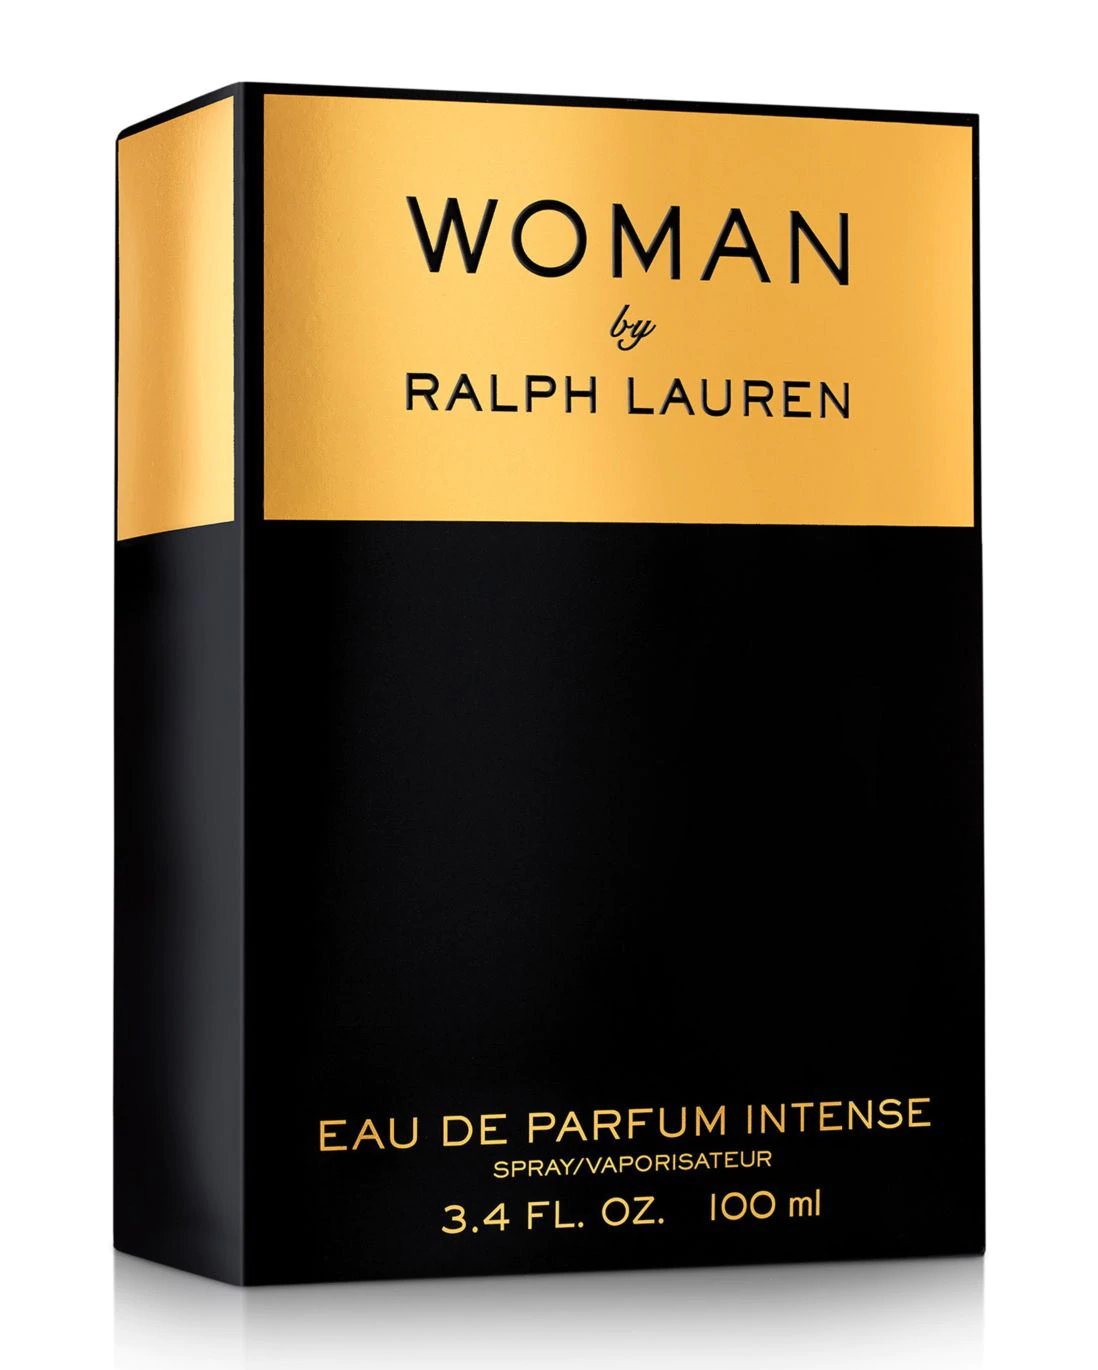 WOMAN
by
RALPH LAUREN
EAU DE PARFUM INTENSE
SPRAY/VAPORISATEUR
3.4 FL. OZ. 100 ml